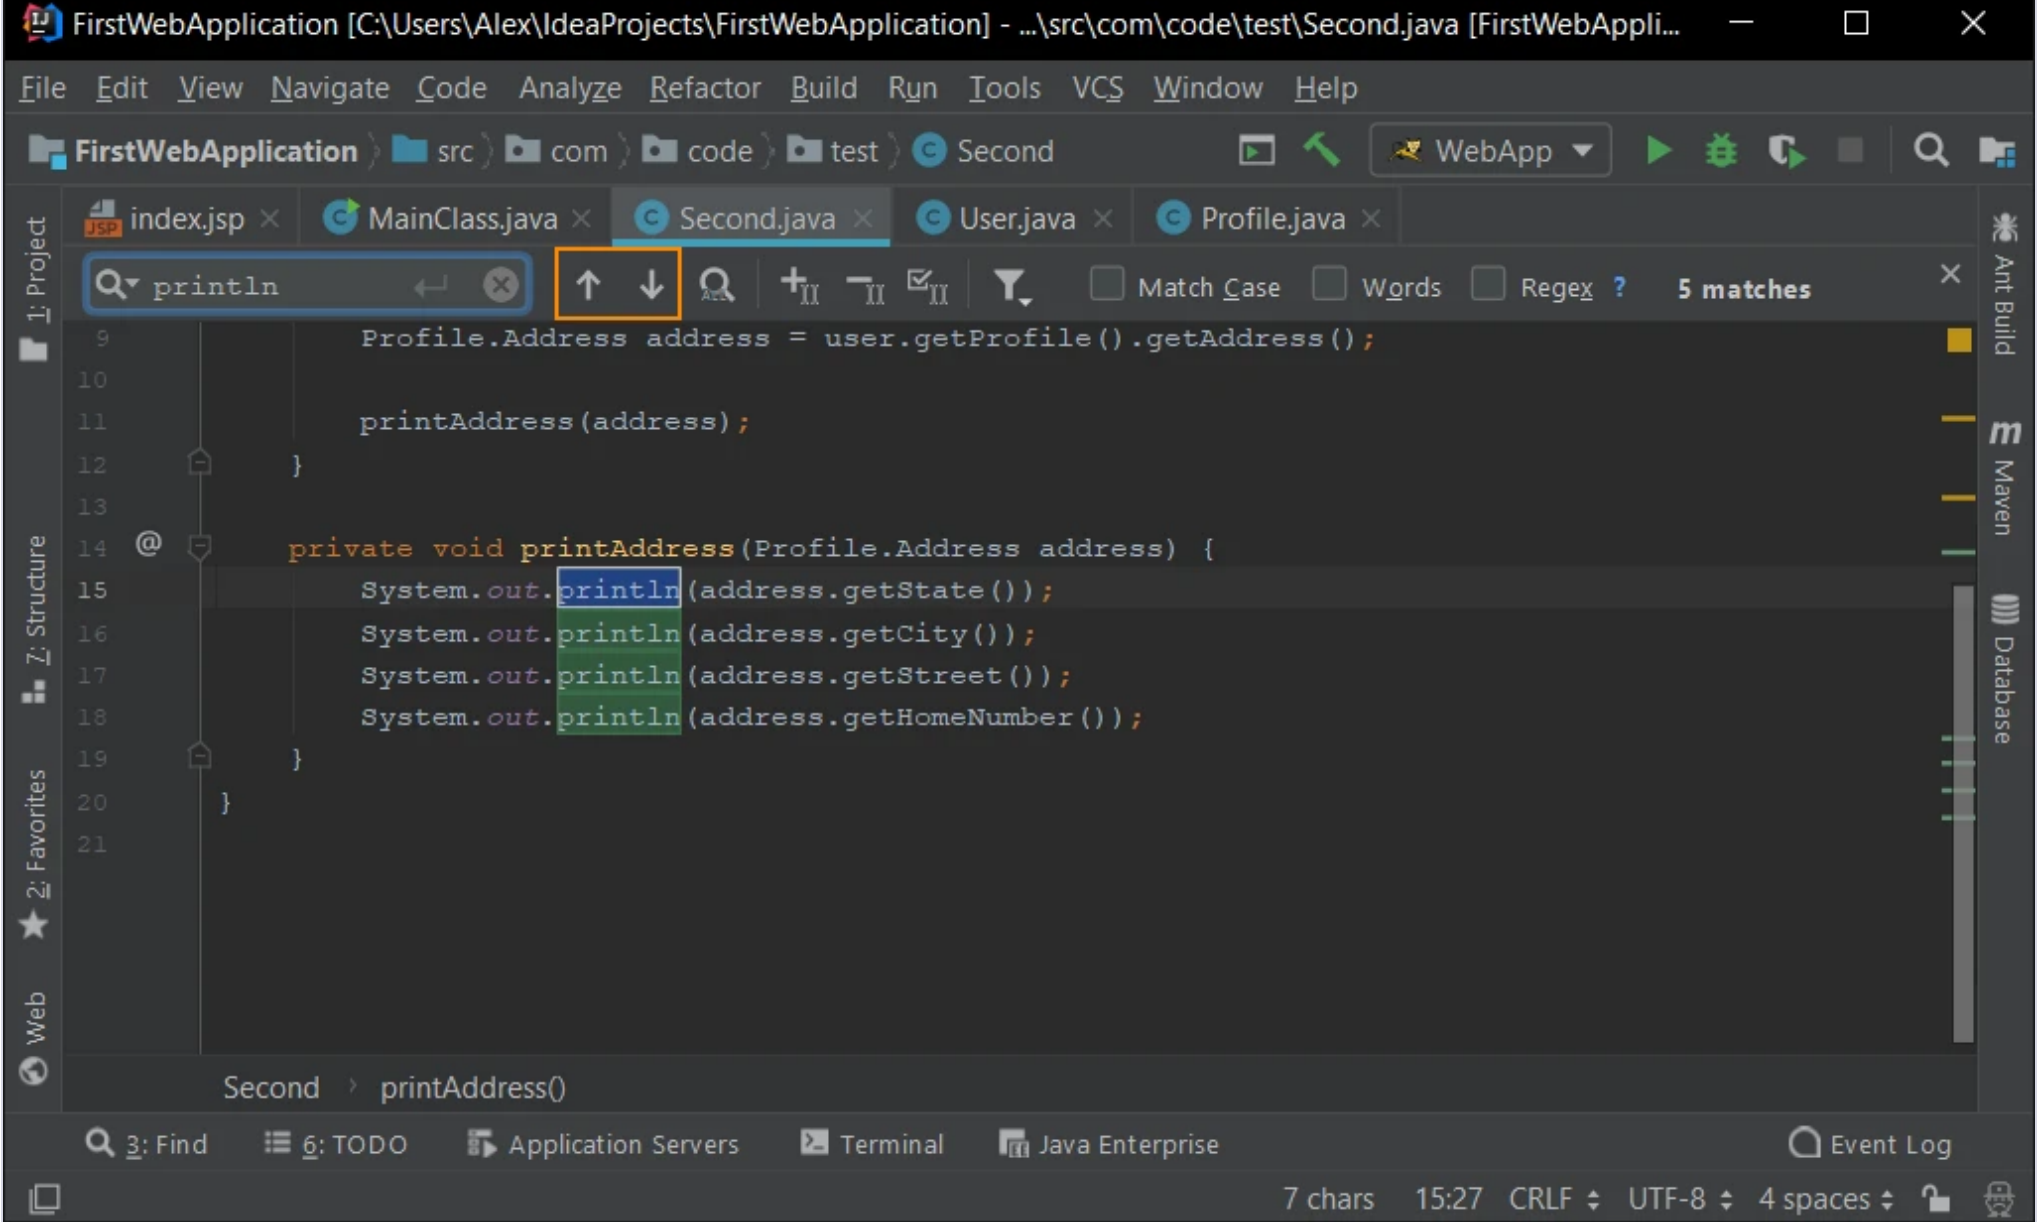 FirstWebApplication [C:\Users\Alex\IdeaProjects\FirstWebApplication] - ...\src\com\code\test\Second.java [FirstWebAppli...
File Edit View Navigate Code Analyze Refactor Build Run Tools VCS Window Help
FirstWebApplication src com code test Second WebApp
index.jsp MainClass.java Second.java User.java Profile.java
println Match Case Words Regex ? 5 matches
9 Profile.Address address = user.getProfile().getAddress();
10
11 printAddress(address);
12 }
13
14 @ private void printAddress(Profile.Address address) {
15 System.out.println(address.getState());
16 System.out.println(address.getCity());
17 System.out.println(address.getStreet());
18 System.out.println(address.getHomeNumber());
19 }
20 }
21
1: Project
7: Structure
2: Favorites
Web
Ant Build
Maven
Database
Second › printAddress()
3: Find 6: TODO Application Servers Terminal Java Enterprise Event Log
7 chars 15:27 CRLF UTF-8 4 spaces